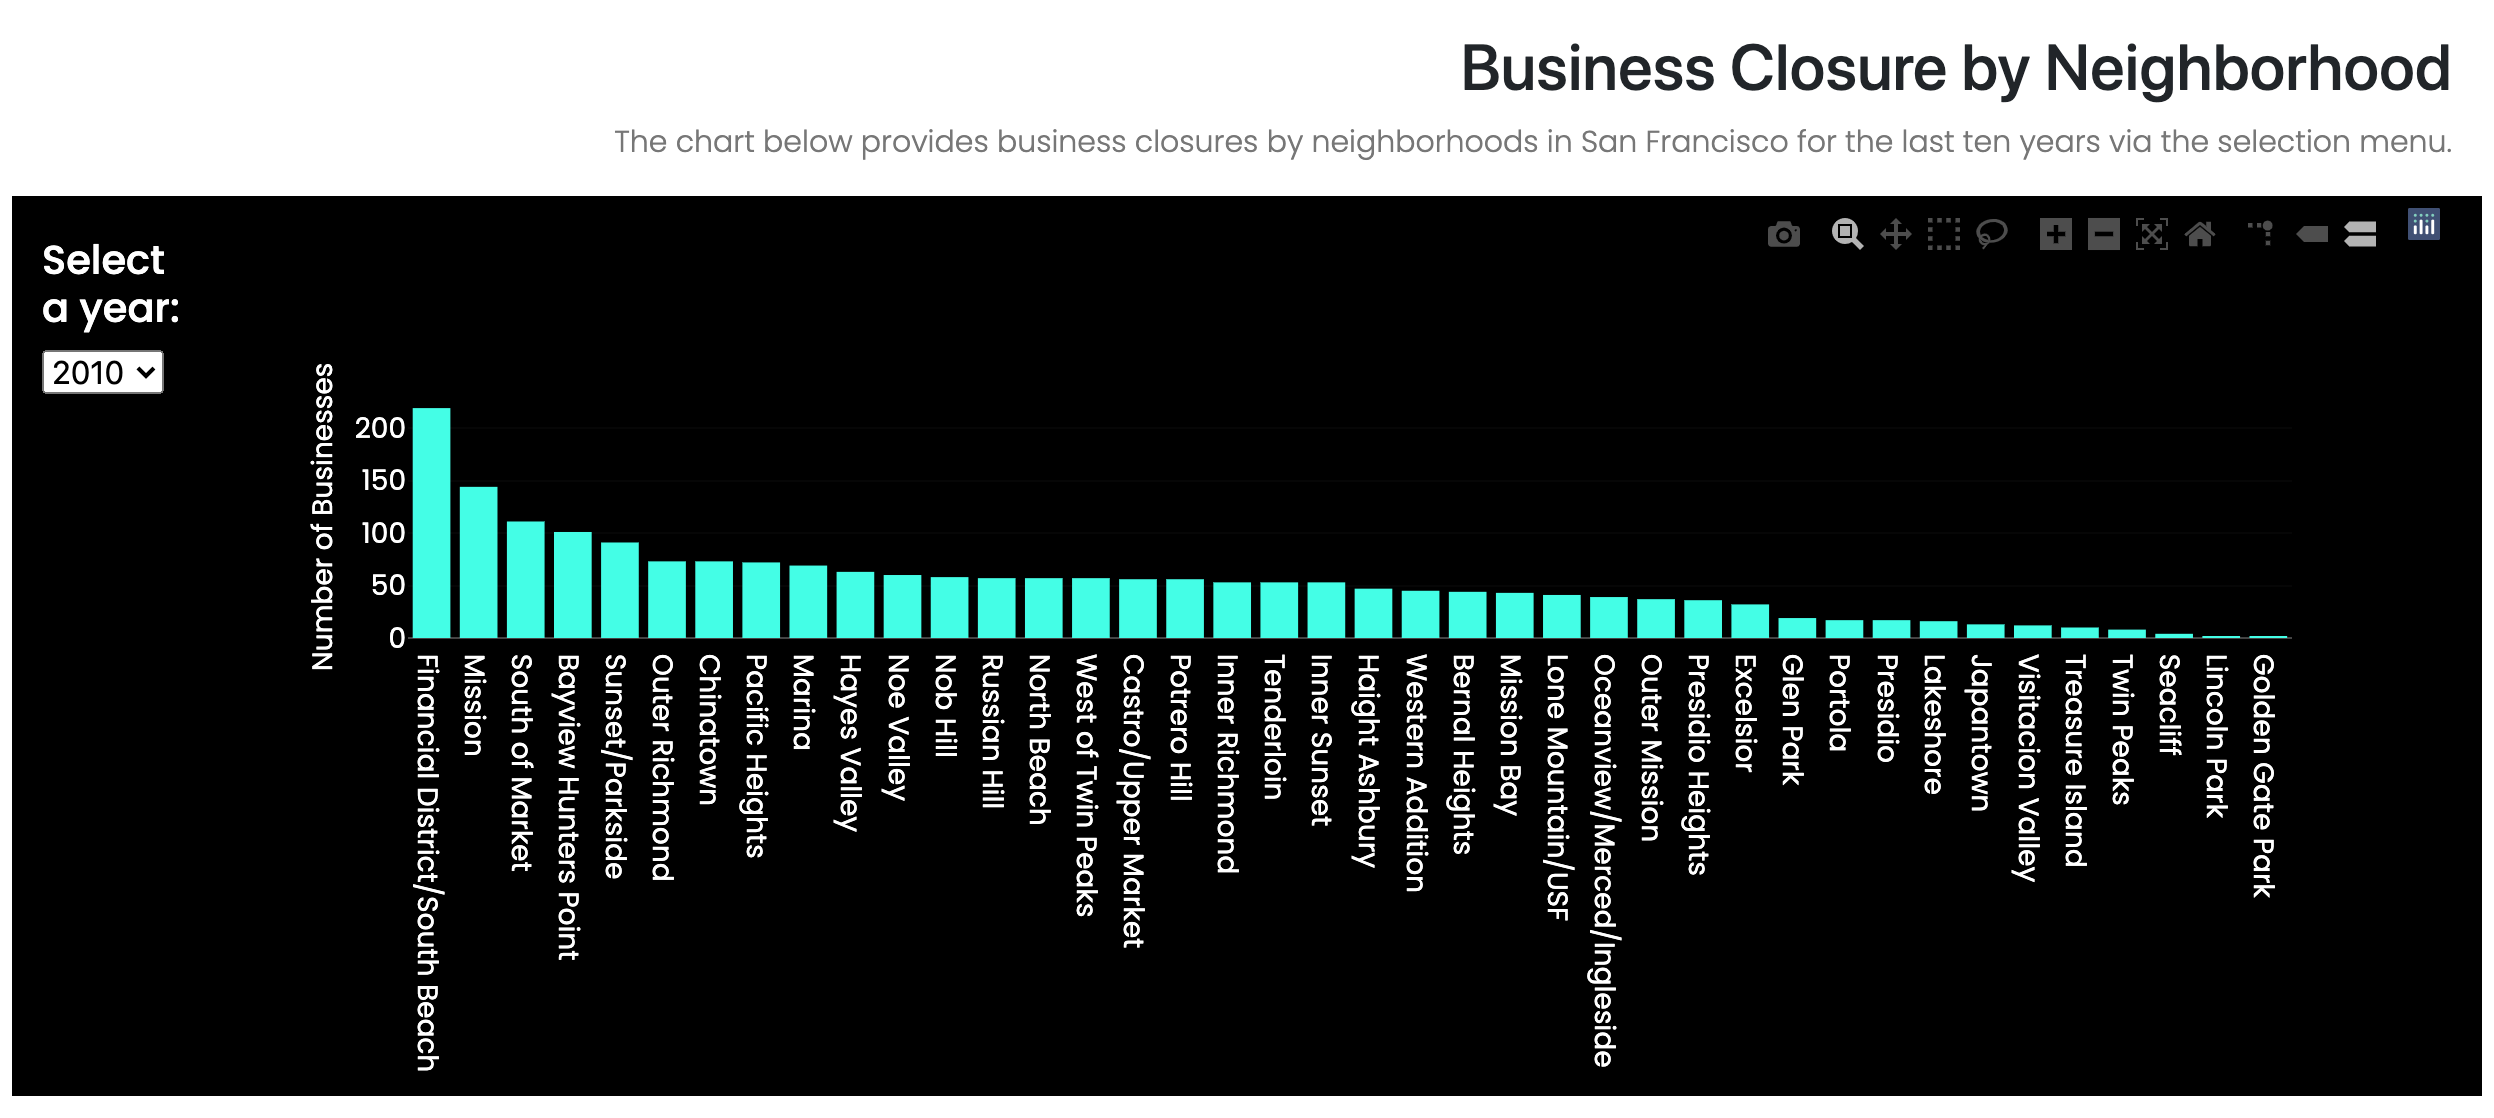 Business Closure by Neighborhood
The chart below provides business closures by neighborhoods in San Francisco for the last ten years via the selection menu.
Select
a year:
2010
Number of Businesses
200
150
100
50
0
Financial District/South Beach
Mission
South of Market
Bayview Hunters Point
Sunset/Parkside
Outer Richmond
Chinatown
Pacific Heights
Marina
Hayes Valley
Noe Valley
Nob Hill
Russian Hill
North Beach
West of Twin Peaks
Castro/Upper Market
Potrero Hill
Inner Richmond
Tenderloin
Inner Sunset
Haight Ashbury
Western Addition
Bernal Heights
Mission Bay
Lone Mountain/USF
Oceanview/Merced/Ingleside
Outer Mission
Presidio Heights
Excelsior
Glen Park
Portola
Presidio
Lakeshore
Japantown
Visitacion Valley
Treasure Island
Twin Peaks
Seacliff
Lincoln Park
Golden Gate Park